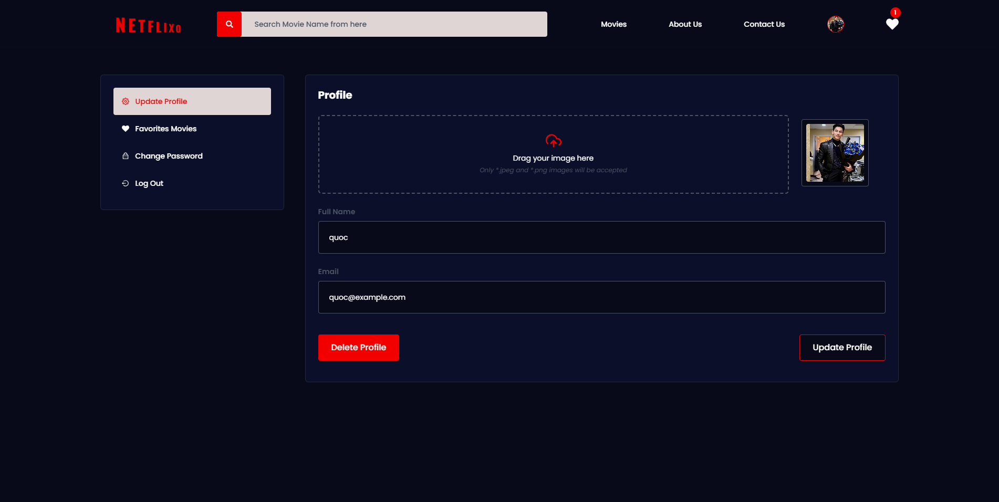 NETFLIXO
Search Movie Name from here
Movies
About Us
Contact Us
1
Update Profile
Favorites Movies
Change Password
Log Out
Profile
Drag your image here
Only *.jpeg and *.png images will be accepted
Full Name
quoc
Email
quoc@example.com
Delete Profile
Update Profile